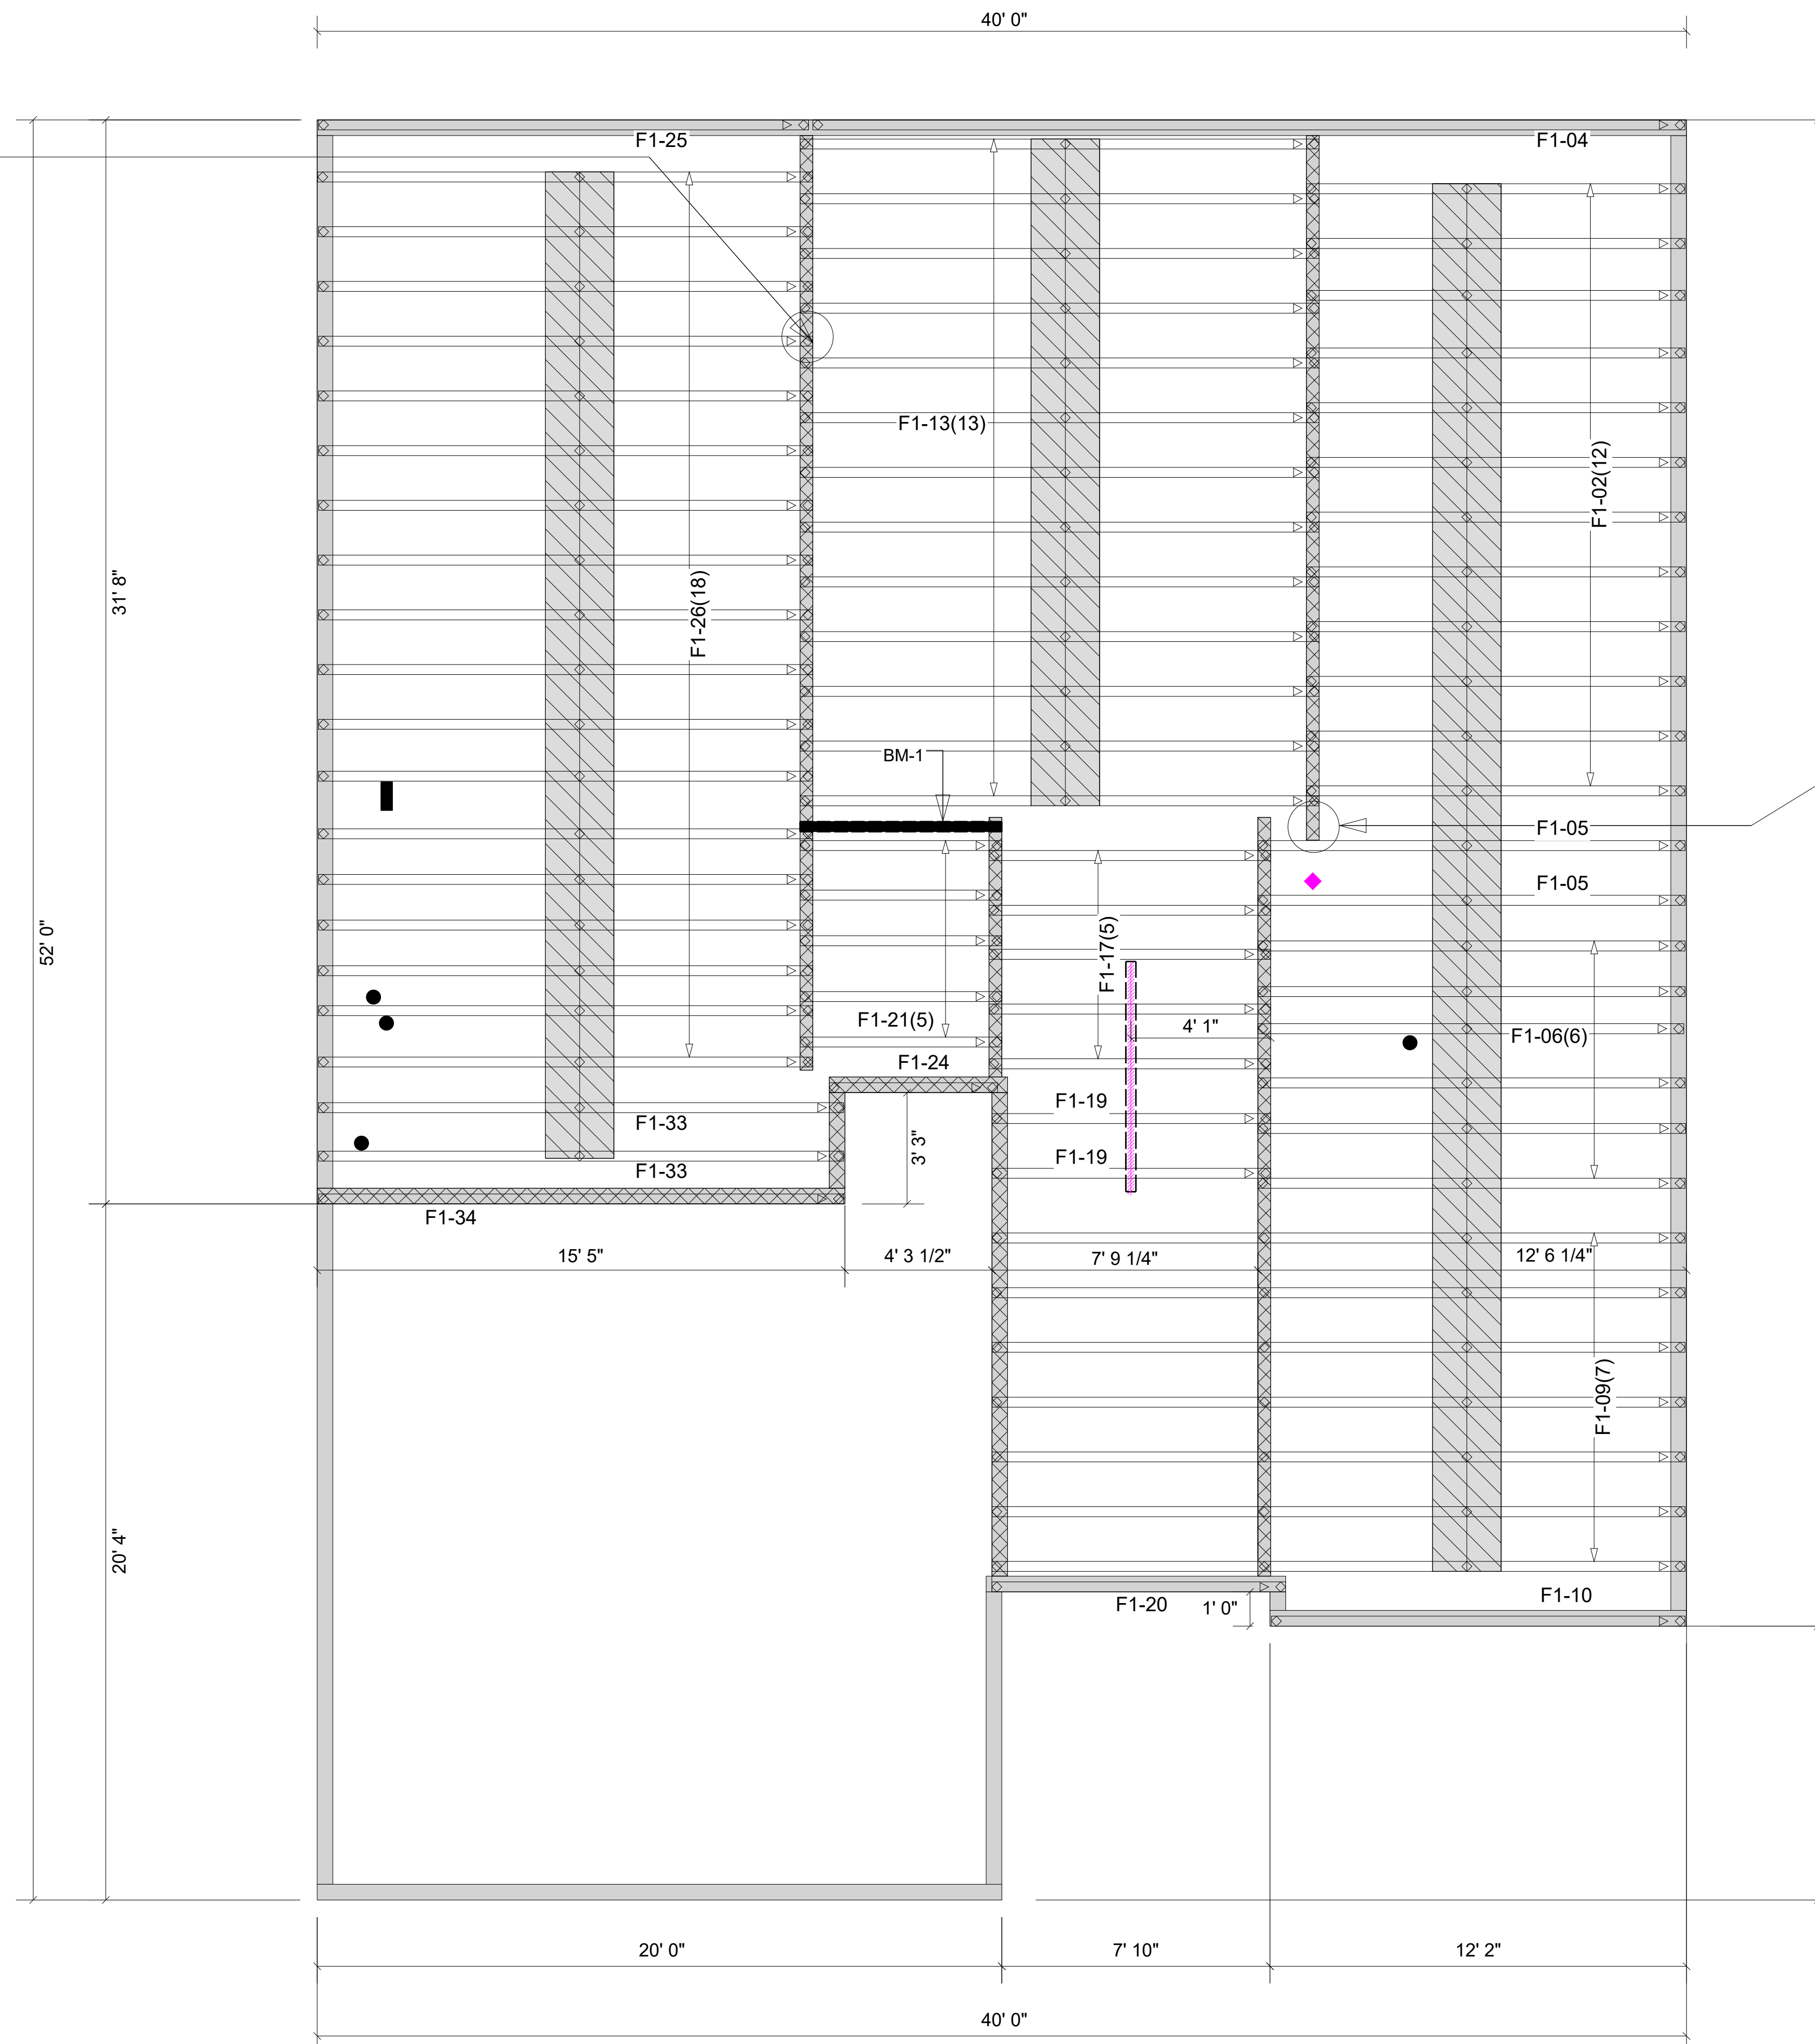 40' 0"
F1-25
F1-04
F1-13(13)
F1-02(12)
31' 8"
F1-26(18)
BM-1
F1-05
F1-05
52' 0"
F1-17(5)
F1-21(5)
4' 1"
F1-06(6)
F1-24
F1-19
F1-33
3' 3"
F1-19
F1-33
F1-34
15' 5"
4' 3 1/2"
7' 9 1/4"
12' 6 1/4"
F1-09(7)
20' 4"
F1-20
1' 0"
F1-10
20' 0"
7' 10"
12' 2"
40' 0"